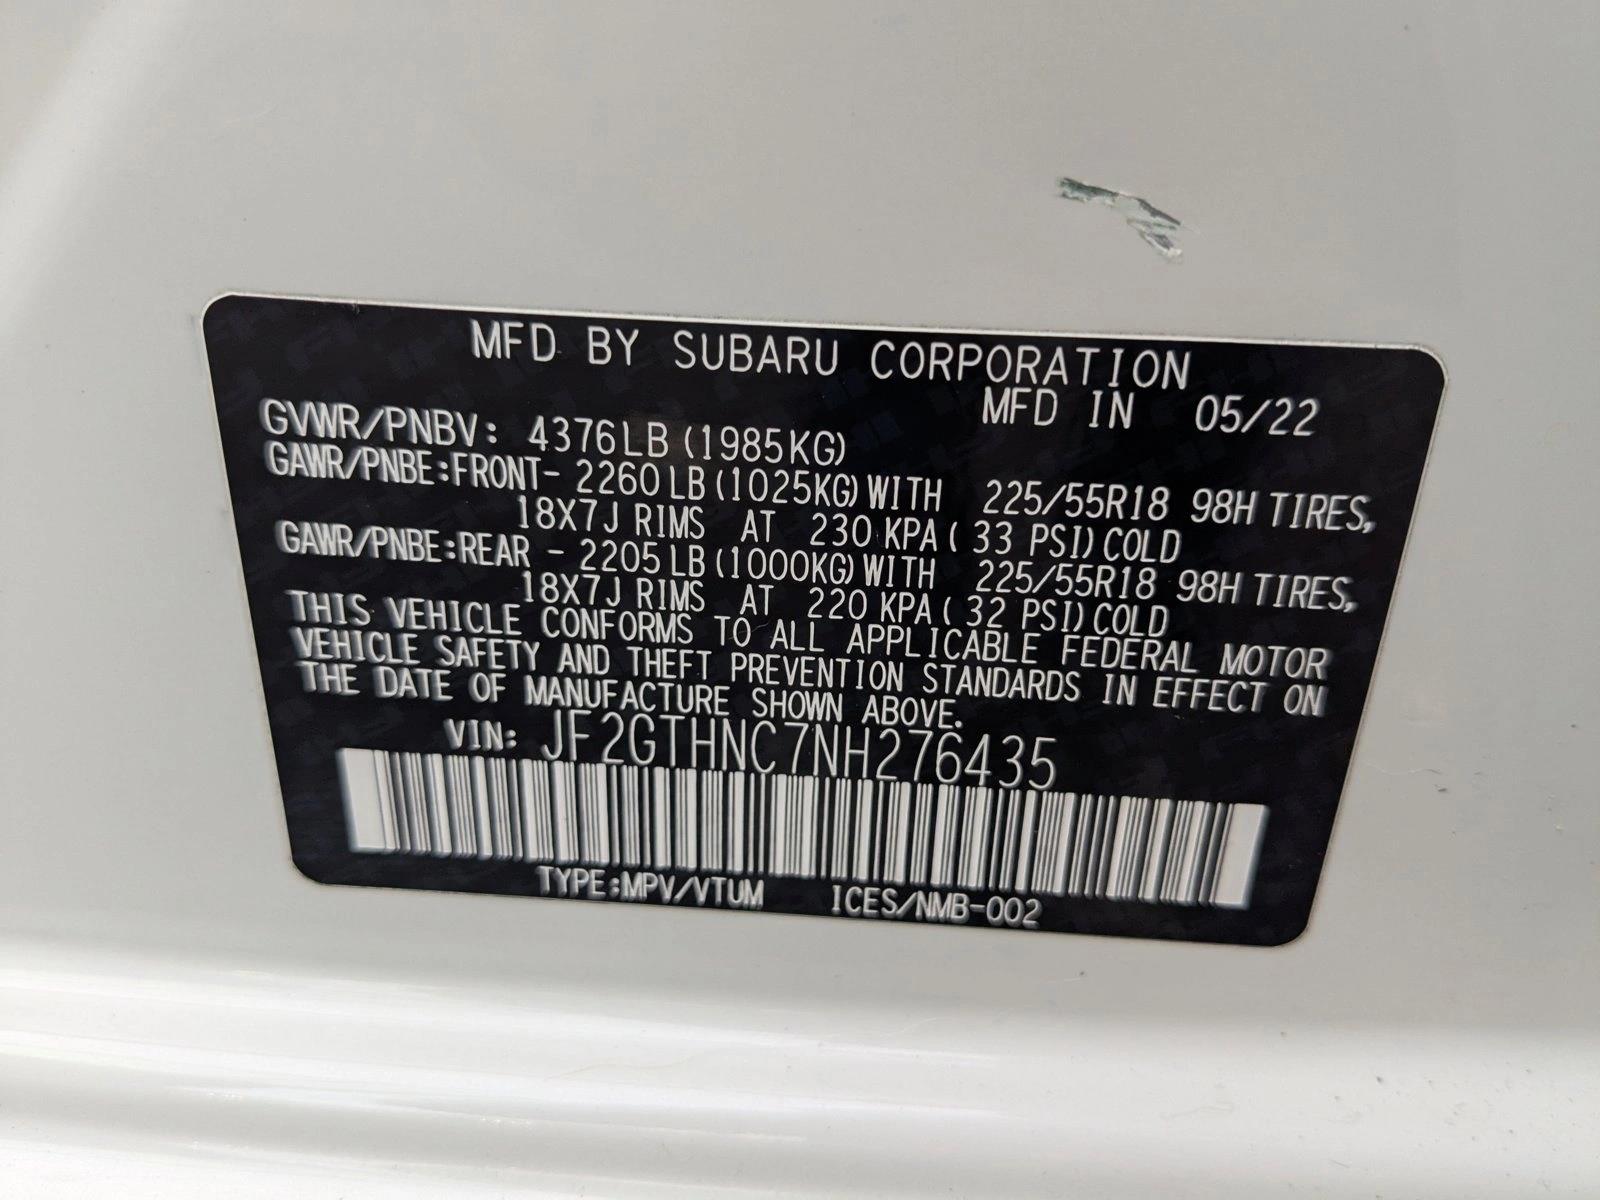 MFD BY SUBARU CORPORATION
MFD IN 05/22
GVWR/PNBV: 4376LB (1985KG)
GAWR/PNBE:FRONT- 2260LB (1025KG) WITH 225/55R18 98H TIRES,
18X7J RIMS AT 230 KPA ( 33 PSI) COLD
GAWR/PNBE:REAR - 2205LB (1000KG) WITH 225/55R18 98H TIRES,
18X7J RIMS AT 220 KPA ( 32 PSI) COLD
THIS VEHICLE CONFORMS TO ALL APPLICABLE FEDERAL MOTOR
VEHICLE SAFETY AND THEFT PREVENTION STANDARDS IN EFFECT ON
THE DATE OF MANUFACTURE SHOWN ABOVE.
VIN: JF2GTHNC7NH276435
TYPE:MPV/VTUM ICES/NMB-002